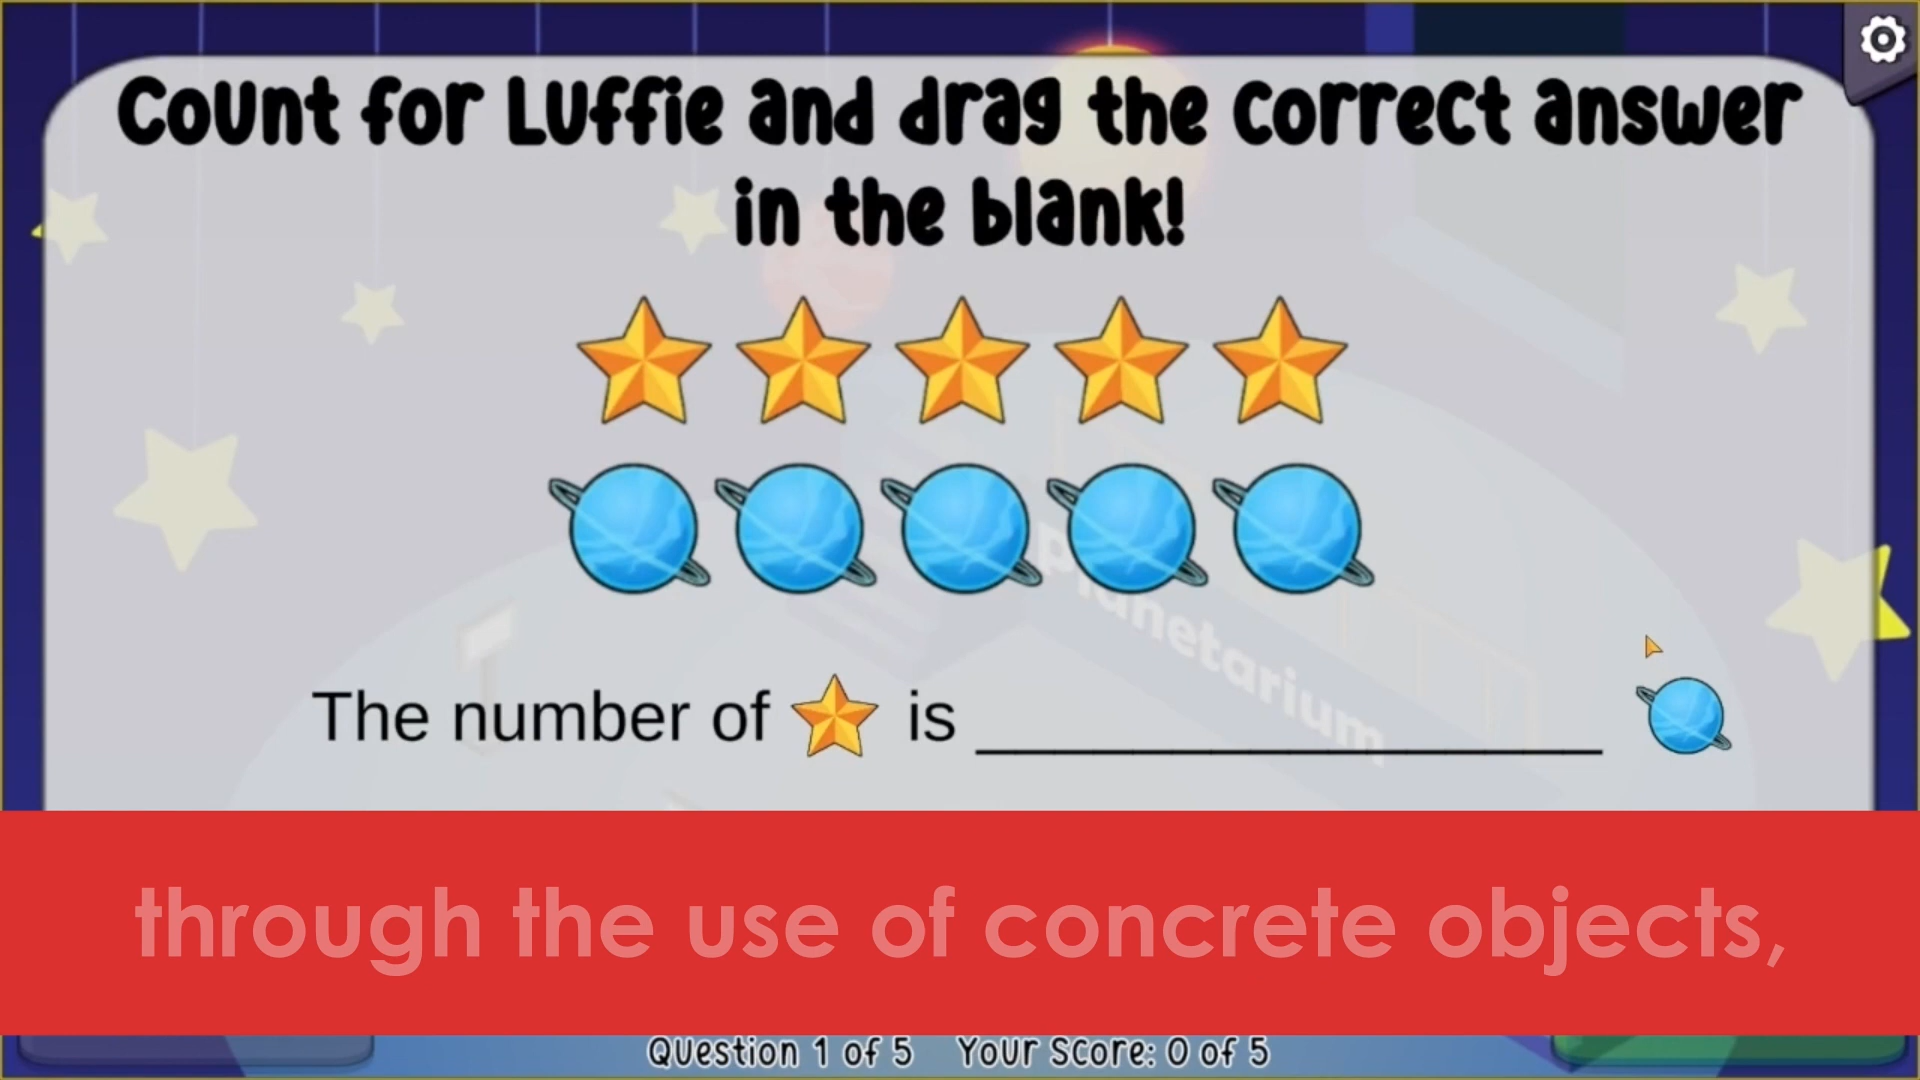 Count for Luffie and drag the correct answer
in the blank!
Planetarium
The number of is ________________
through the use of concrete objects,
Question 1 of 5 Your Score: 0 of 5